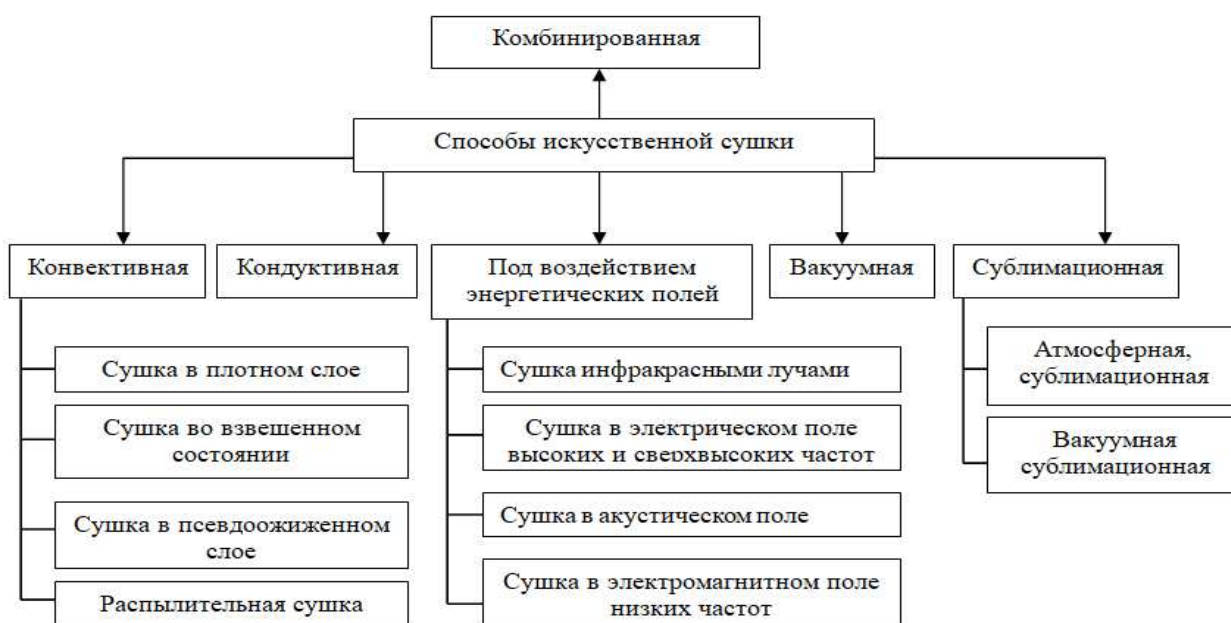 Комбинированная
Способы искусственной сушки
Конвективная
Кондуктивная
Под воздействием
энергетических полей
Вакуумная
Сублимационная
Сушка в плотном слое
Сушка во взвешенном
состоянии
Сушка в псевдоожиженном
слое
Распылительная сушка
Сушка инфракрасными лучами
Сушка в электрическом поле
высоких и сверхвысоких частот
Сушка в акустическом поле
Сушка в электромагнитном поле
низких частот
Атмосферная,
сублимационная
Вакуумная
сублимационная